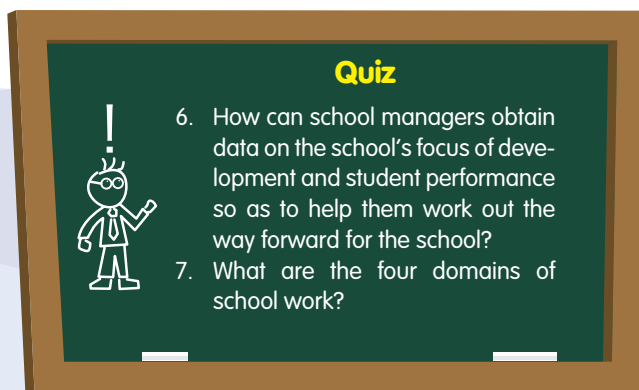 Quiz
!
6. How can school managers obtain
data on the school's focus of deve-
lopment and student performance
so as to help them work out the
way forward for the school?
7. What are the four domains of
school work?